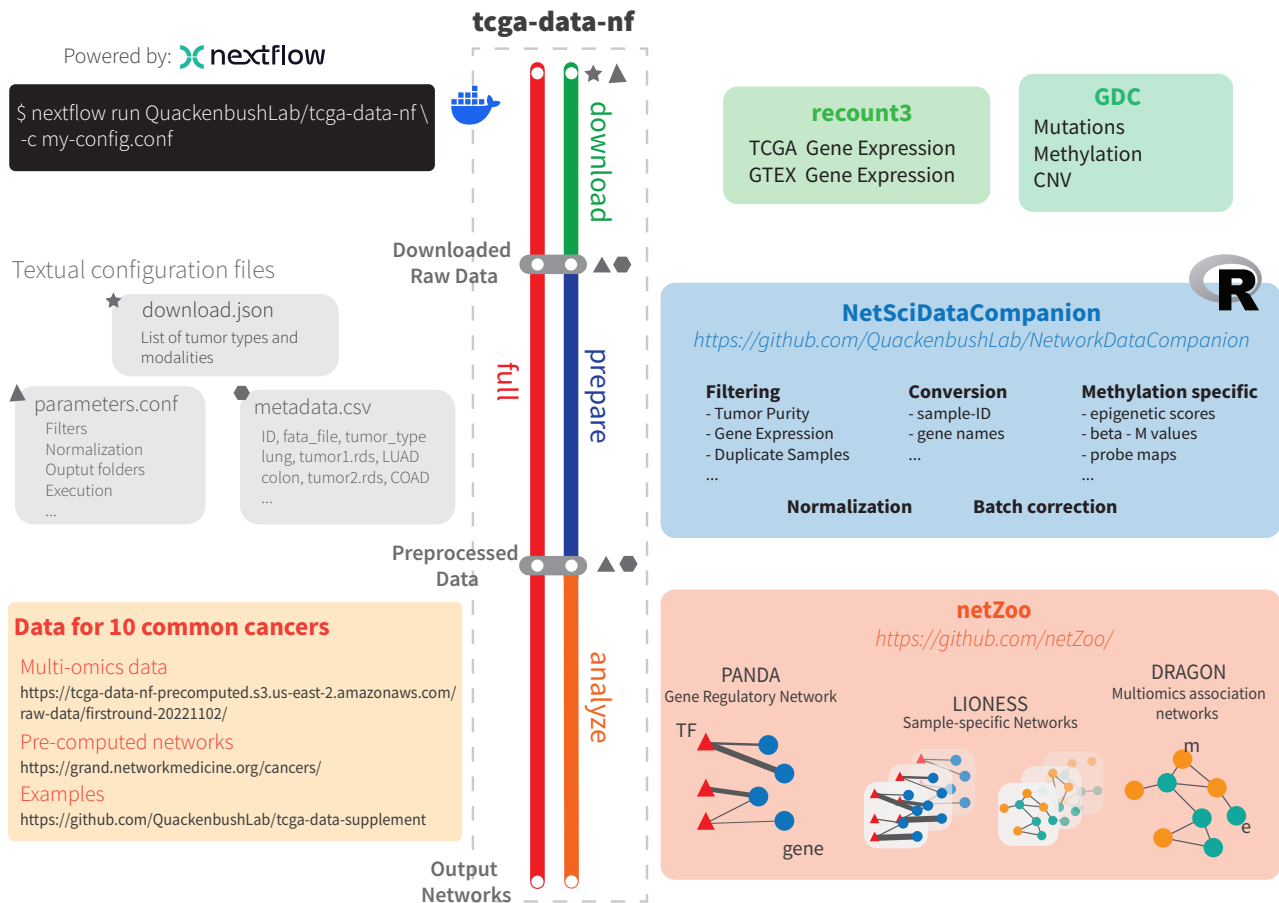 tcga-data-nf
Powered by: nextflow
$ nextflow run QuackenbushLab/tcga-data-nf \
-c my-config.conf
download
recount3
TCGA Gene Expression
GTEX Gene Expression
GDC
Mutations
Methylation
CNV
Downloaded
Raw Data
Textual configuration files
download.json
List of tumor types and
modalities
parameters.conf
Filters
Normalization
Ouptut folders
Execution
...
metadata.csv
ID, fata_file, tumor_type
lung, tumor1.rds, LUAD
colon, tumor2.rds, COAD
...
full
prepare
R
NetSciDataCompanion
https://github.com/QuackenbushLab/NetworkDataCompanion
Filtering
- Tumor Purity
- Gene Expression
- Duplicate Samples
...
Conversion
- sample-ID
- gene names
...
Methylation specific
- epigenetic scores
- beta - M values
- probe maps
...
Normalization
Batch correction
Preprocessed
Data
Data for 10 common cancers
Multi-omics data
https://tcga-data-nf-precomputed.s3.us-east-2.amazonaws.com/
raw-data/firstround-20221102/
Pre-computed networks
https://grand.networkmedicine.org/cancers/
Examples
https://github.com/QuackenbushLab/tcga-data-supplement
analyze
netZoo
https://github.com/netZoo/
PANDA
Gene Regulatory Network
TF
gene
LIONESS
Sample-specific Networks
DRAGON
Multiomics association
networks
m
e
Output
Networks